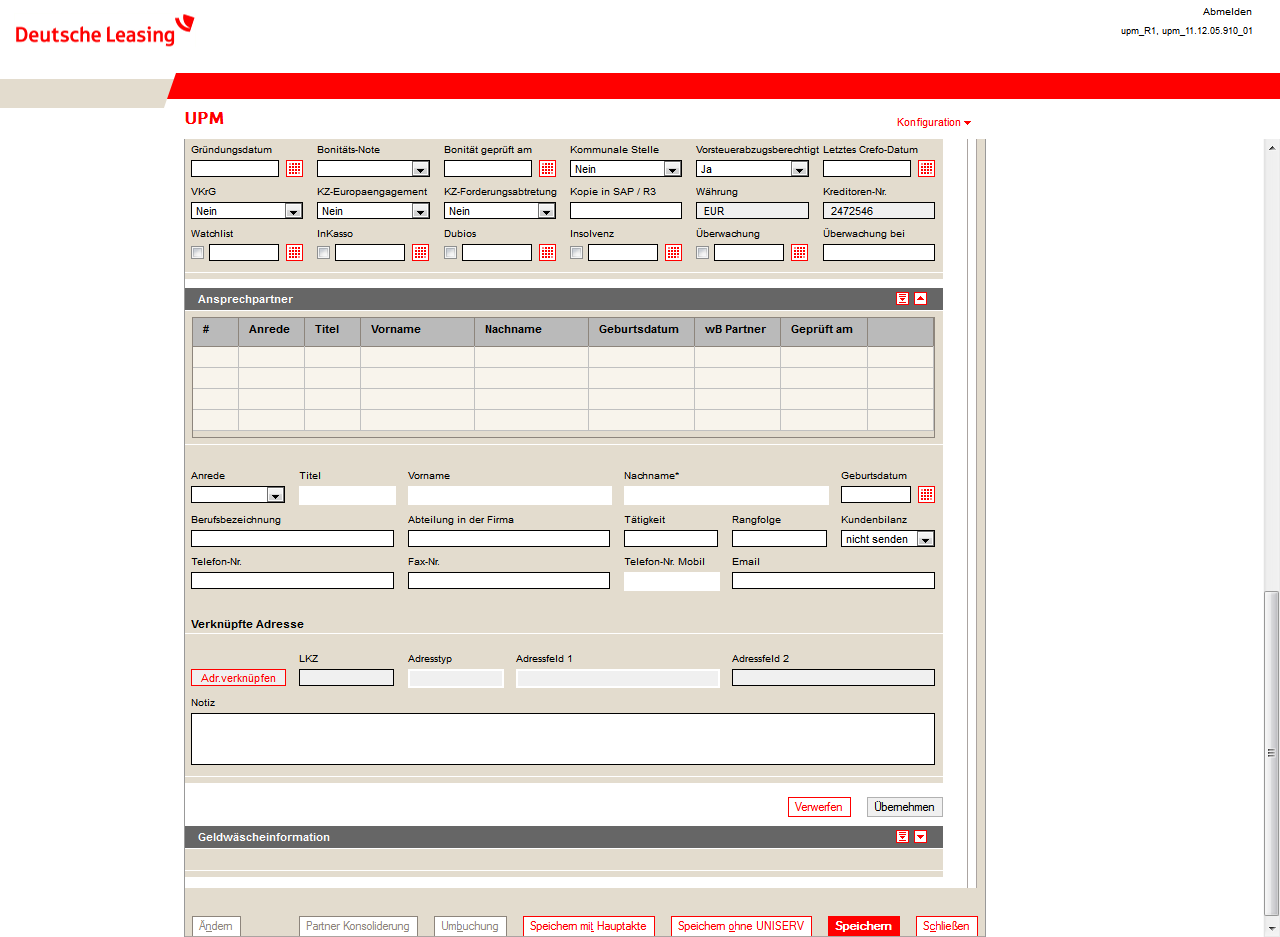 Abmelden
Deutsche Leasing
upm_R1, upm_11.12.05.910_01
UPM
Konfiguration
Gründungsdatum Bonitäts-Note Bonität geprüft am Kommunale Stelle Vorsteuerabzugsberechtigt Letztes Crefo-Datum
Nein Ja
VKrG KZ-Europaengagement KZ-Forderungsabtretung Kopie in SAP / R3 Währung Kreditoren-Nr.
Nein Nein Nein EUR 2472546
Watchlist InKasso Dubios Insolvenz Überwachung Überwachung bei
Ansprechpartner
# Anrede Titel Vorname Nachname Geburtsdatum wB Partner Geprüft am
Anrede Titel Vorname Nachname* Geburtsdatum
Berufsbezeichnung Abteilung in der Firma Tätigkeit Rangfolge Kundenbilanz
nicht senden
Telefon-Nr. Fax-Nr. Telefon-Nr. Mobil Email
Verknüpfte Adresse
LKZ Adresstyp Adressfeld 1 Adressfeld 2
Adr.verknüpfen
Notiz
Verwerfen Übernehmen
Geldwäscheinformation
Ändern Partner Konsolidierung Umbuchung Speichern mit Hauptakte Speichern ohne UNISERV Speichern Schließen